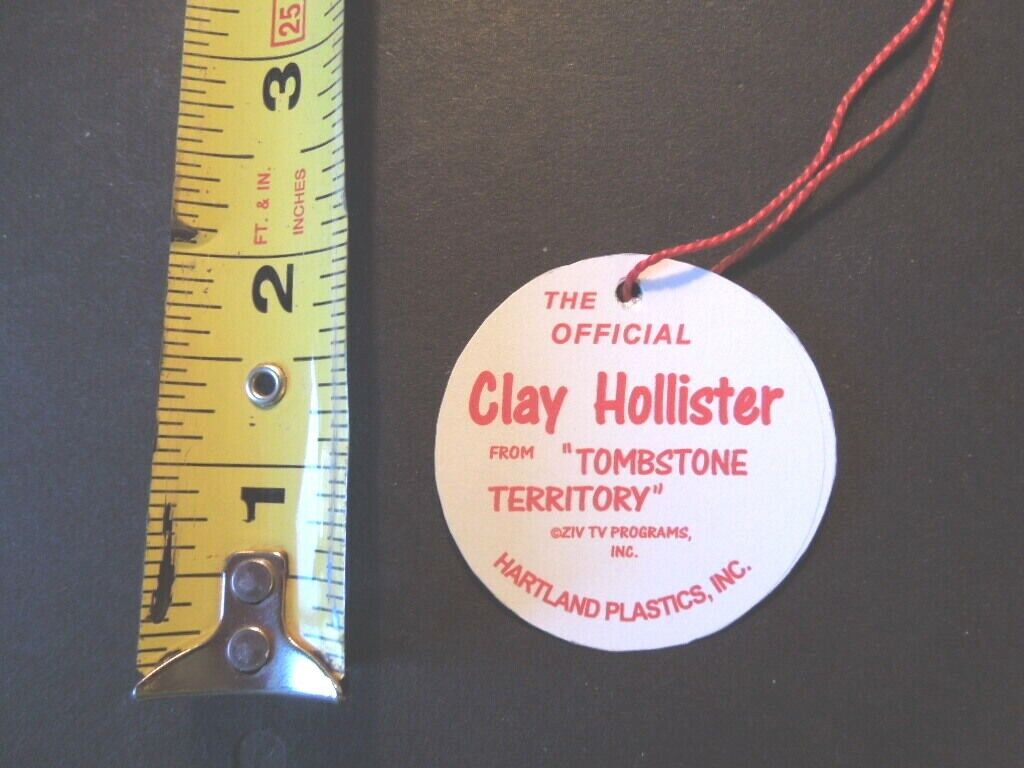 25
3
FT. & IN.
INCHES
2
1
THE
OFFICIAL
Clay Hollister
FROM "TOMBSTONE
TERRITORY"
©ZIV TV PROGRAMS,
INC.
HARTLAND PLASTICS, INC.